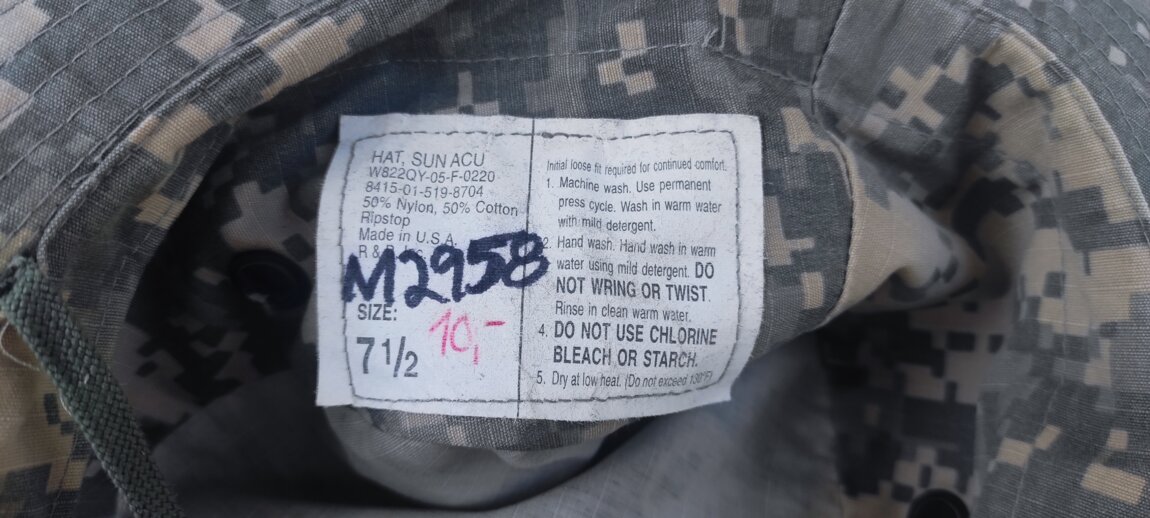 HAT, SUN ACU
W822QY-05-F-0220
8415-01-519-8704
50% Nylon, 50% Cotton
Ripstop
Made in U.S.A.
R &
M2958
SIZE:
10,-
7 1/2
Initial loose fit required for continued comfort.
1. Machine wash. Use permanent
press cycle. Wash in warm water
with mild detergent.
2. Hand wash. Hand wash in warm
water using mild detergent. DO
NOT WRING OR TWIST.
Rinse in clean warm water.
4. DO NOT USE CHLORINE
BLEACH OR STARCH.
5. Dry at low heat. (Do not exceed 130°F)